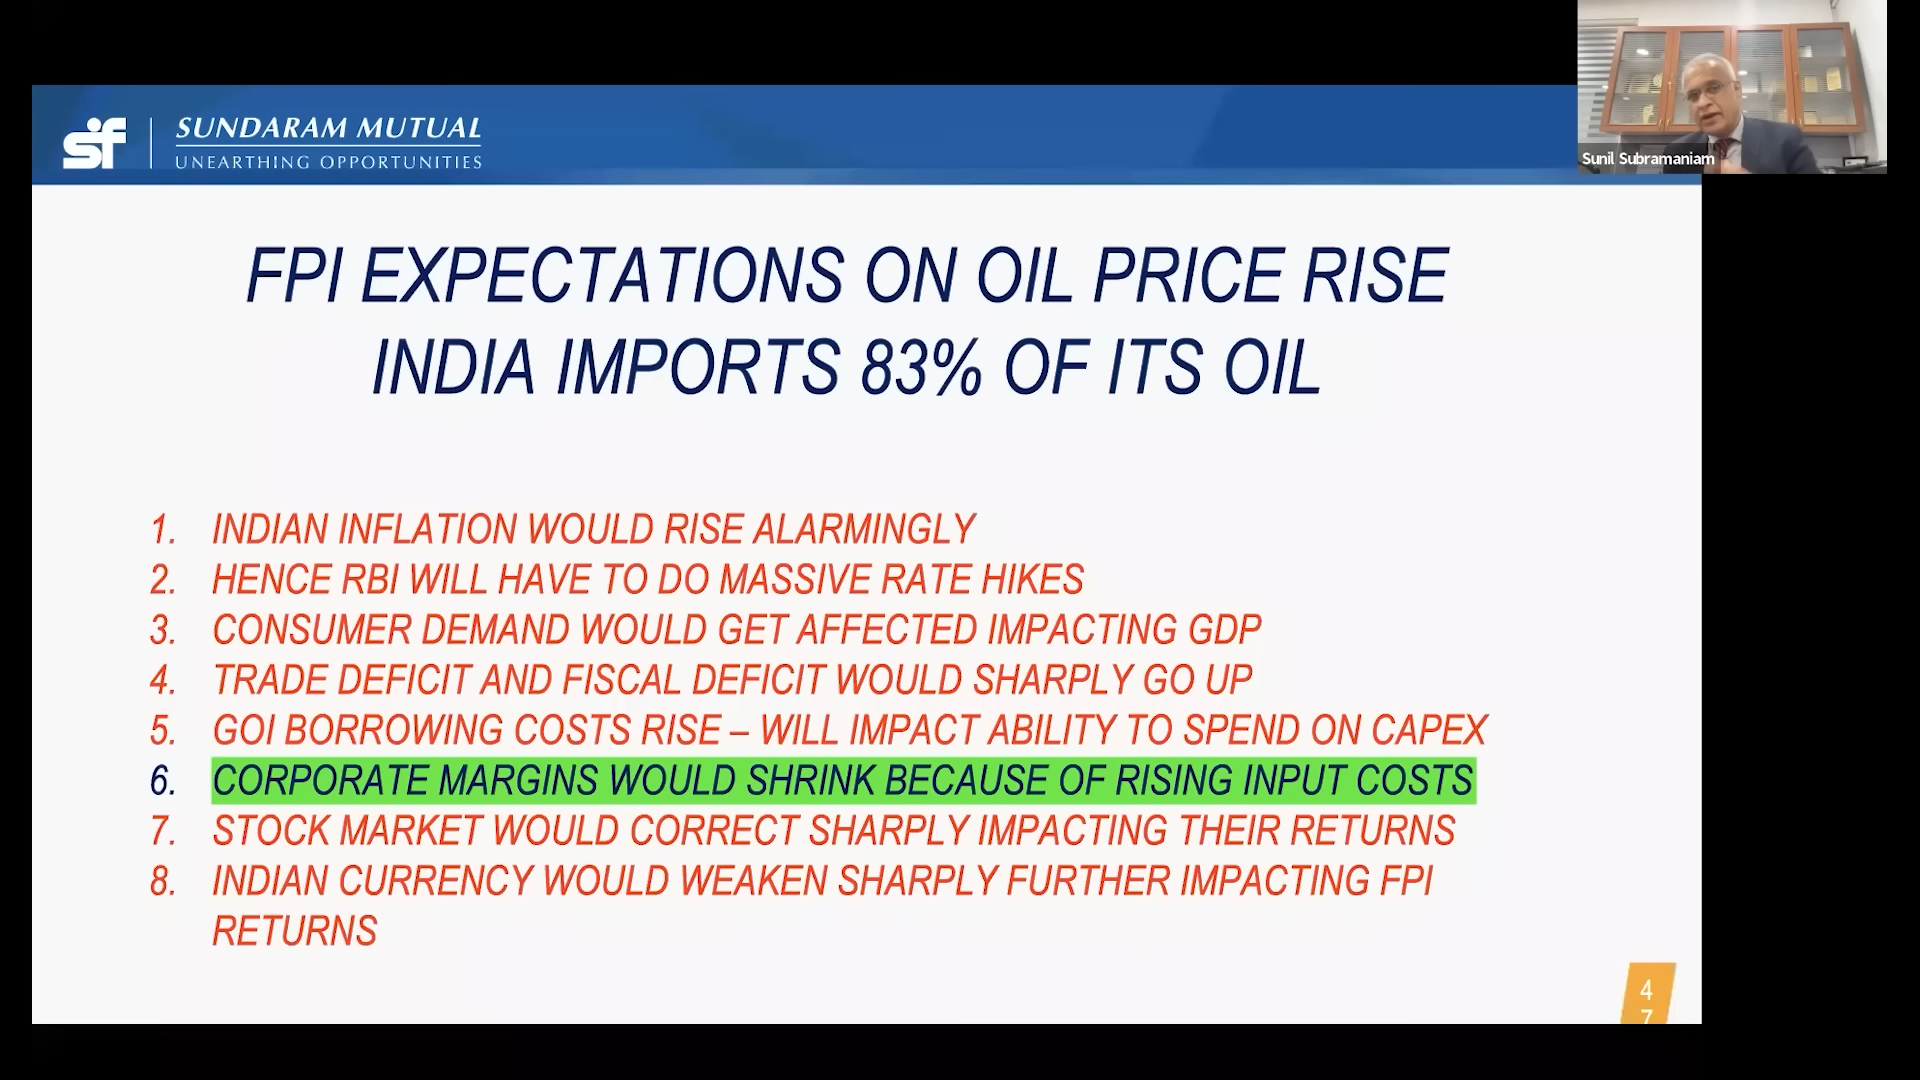 Sunil Subramaniam
sf
SUNDARAM MUTUAL
UNEARTHING OPPORTUNITIES
FPI EXPECTATIONS ON OIL PRICE RISE
INDIA IMPORTS 83% OF ITS OIL
1. INDIAN INFLATION WOULD RISE ALARMINGLY
2. HENCE RBI WILL HAVE TO DO MASSIVE RATE HIKES
3. CONSUMER DEMAND WOULD GET AFFECTED IMPACTING GDP
4. TRADE DEFICIT AND FISCAL DEFICIT WOULD SHARPLY GO UP
5. GOI BORROWING COSTS RISE – WILL IMPACT ABILITY TO SPEND ON CAPEX
6. CORPORATE MARGINS WOULD SHRINK BECAUSE OF RISING INPUT COSTS
7. STOCK MARKET WOULD CORRECT SHARPLY IMPACTING THEIR RETURNS
8. INDIAN CURRENCY WOULD WEAKEN SHARPLY FURTHER IMPACTING FPI
RETURNS
4
7